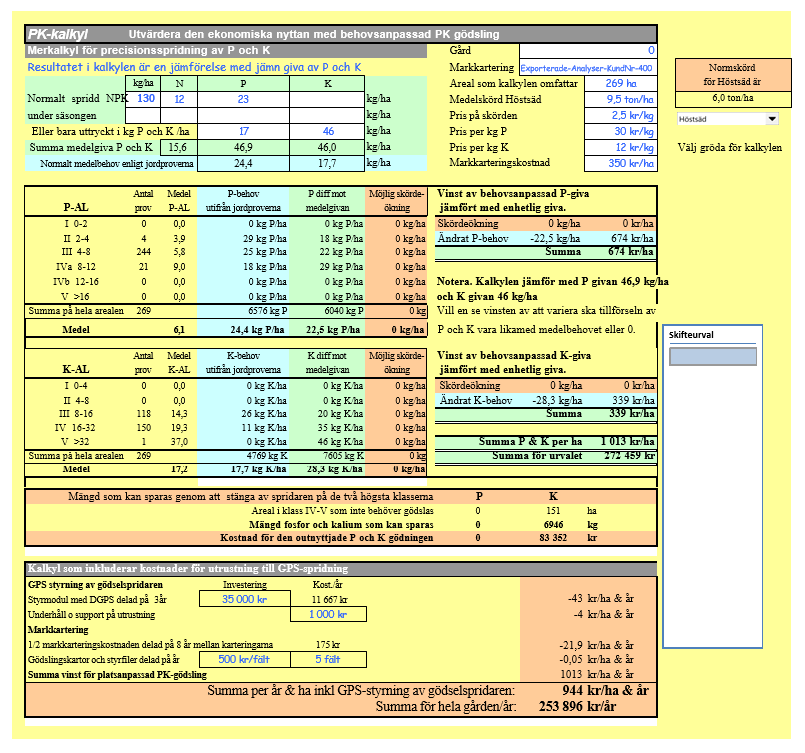 PK-kalkyl Utvärdera den ekonomiska nyttan med behovsanpassad PK gödsling
Merkalkyl för precisionsspridning av P och K Gård 0
Resultatet i kalkylen är en jämförelse med jämn giva av P och K Markkartering Exporterade-Analyser-KundNr-400
kg/ha N P K Areal som kalkylen omfattar 269 ha
Normalt spridd NPK 130 12 23 kg/ha Medelskörd Höstsäd 9,5 ton/ha
under säsongen kg/ha Pris på skörden 2,5 kr/kg
Eller bara uttryckt i kg P och K /ha 17 46 kg/ha Pris per kg P 30 kr/kg
Summa medelgiva P och K 15,6 46,9 46,0 kg/ha Pris per kg K 12 kr/kg
Normalt medelbehov enligt jordproverna 24,4 17,7 kg/ha Markkarteringskostnad 350 kr/ha
Normskörd
för Höstsäd är
6,0 ton/ha
Höstsäd
Välj gröda för kalkylen
Antal Medel P-behov P diff mot Möjlig skörde-
P-AL prov P-AL utifrån jordproverna medelgivan ökning
I 0-2 0 0,0 0 kg P/ha 0 kg P/ha 0 kg/ha
II 2-4 4 3,9 29 kg P/ha 18 kg P/ha 0 kg/ha
III 4-8 244 5,8 25 kg P/ha 22 kg P/ha 0 kg/ha
IVa 8-12 21 9,0 18 kg P/ha 29 kg P/ha 0 kg/ha
IVb 12-16 0 0,0 0 kg P/ha 0 kg P/ha 0 kg/ha
V >16 0 0,0 0 kg P/ha 0 kg P/ha 0 kg/ha
Summa på hela arealen 269 6576 kg P 6040 kg P 0 kg
Medel 6,1 24,4 kg P/ha 22,5 kg P/ha 0 kg/ha
Vinst av behovsanpassad P-giva
jämfört med enhetlig giva.
Skördeökning 0 kg/ha 0 kr/ha
Ändrat P-behov -22,5 kg/ha 674 kr/ha
Summa 674 kr/ha
Notera. Kalkylen jämför med P givan 46,9 kg/ha
och K givan 46 kg/ha
Vill en se vinsten av att variera ska tillförseln av
P och K vara likamed medelbehovet eller 0.
Skifteurval
Antal Medel K-behov K diff mot Möjlig skörde-
K-AL prov K-AL utifrån jordproverna medelgivan ökning
I 0-4 0 0,0 0 kg K/ha 0 kg K/ha 0 kg/ha
II 4-8 0 0,0 0 kg K/ha 0 kg K/ha 0 kg/ha
III 8-16 118 14,3 26 kg K/ha 20 kg K/ha 0 kg/ha
IV 16-32 150 19,3 11 kg K/ha 35 kg K/ha 0 kg/ha
V >32 1 37,0 0 kg K/ha 46 kg K/ha 0 kg/ha
Summa på hela arealen 269 4769 kg K 7605 kg K 0 kg
Medel 17,2 17,7 kg K/ha 28,3 kg K/ha 0 kg/ha
Vinst av behovsanpassad K-giva
jämfört med enhetlig giva.
Skördeökning 0 kg/ha 0 kr/ha
Ändrat K-behov -28,3 kg/ha 339 kr/ha
Summa 339 kr/ha
Summa P & K per ha 1 013 kr/ha
Summa för urvalet 272 459 kr
Mängd som kan sparas genom att stänga av spridaren på de två högsta klasserna P K
Areal i klass IV-V som inte behöver gödslas 0 151 ha
Mängd fosfor och kalium som kan sparas 0 6946 kg
Kostnad för den outnyttjade P och K gödningen 0 83 352 kr
Kalkyl som inkluderar kostnader för utrustning till GPS-spridning
GPS styrning av gödselspridaren Investering Kost./år
Styrmodul med DGPS delad på 3år 35 000 kr 11 667 kr -43 kr/ha & år
Underhåll o support på utrustning 1 000 kr -4 kr/ha & år
Markkartering
1/2 markkarteringskostnaden delad på 8 år mellan karteringarna 175 kr -21,9 kr/ha & år
Gödslingskartor och styrfiler delad på år 500 kr/fält 5 fält -0,05 kr/ha & år
Summa vinst för platsanpassad PK-gödsling 1013 kr/ha & år
Summa per år & ha inkl GPS-styrning av gödselspridaren: 944 kr/ha & år
Summa för hela gården/år: 253 896 kr/år